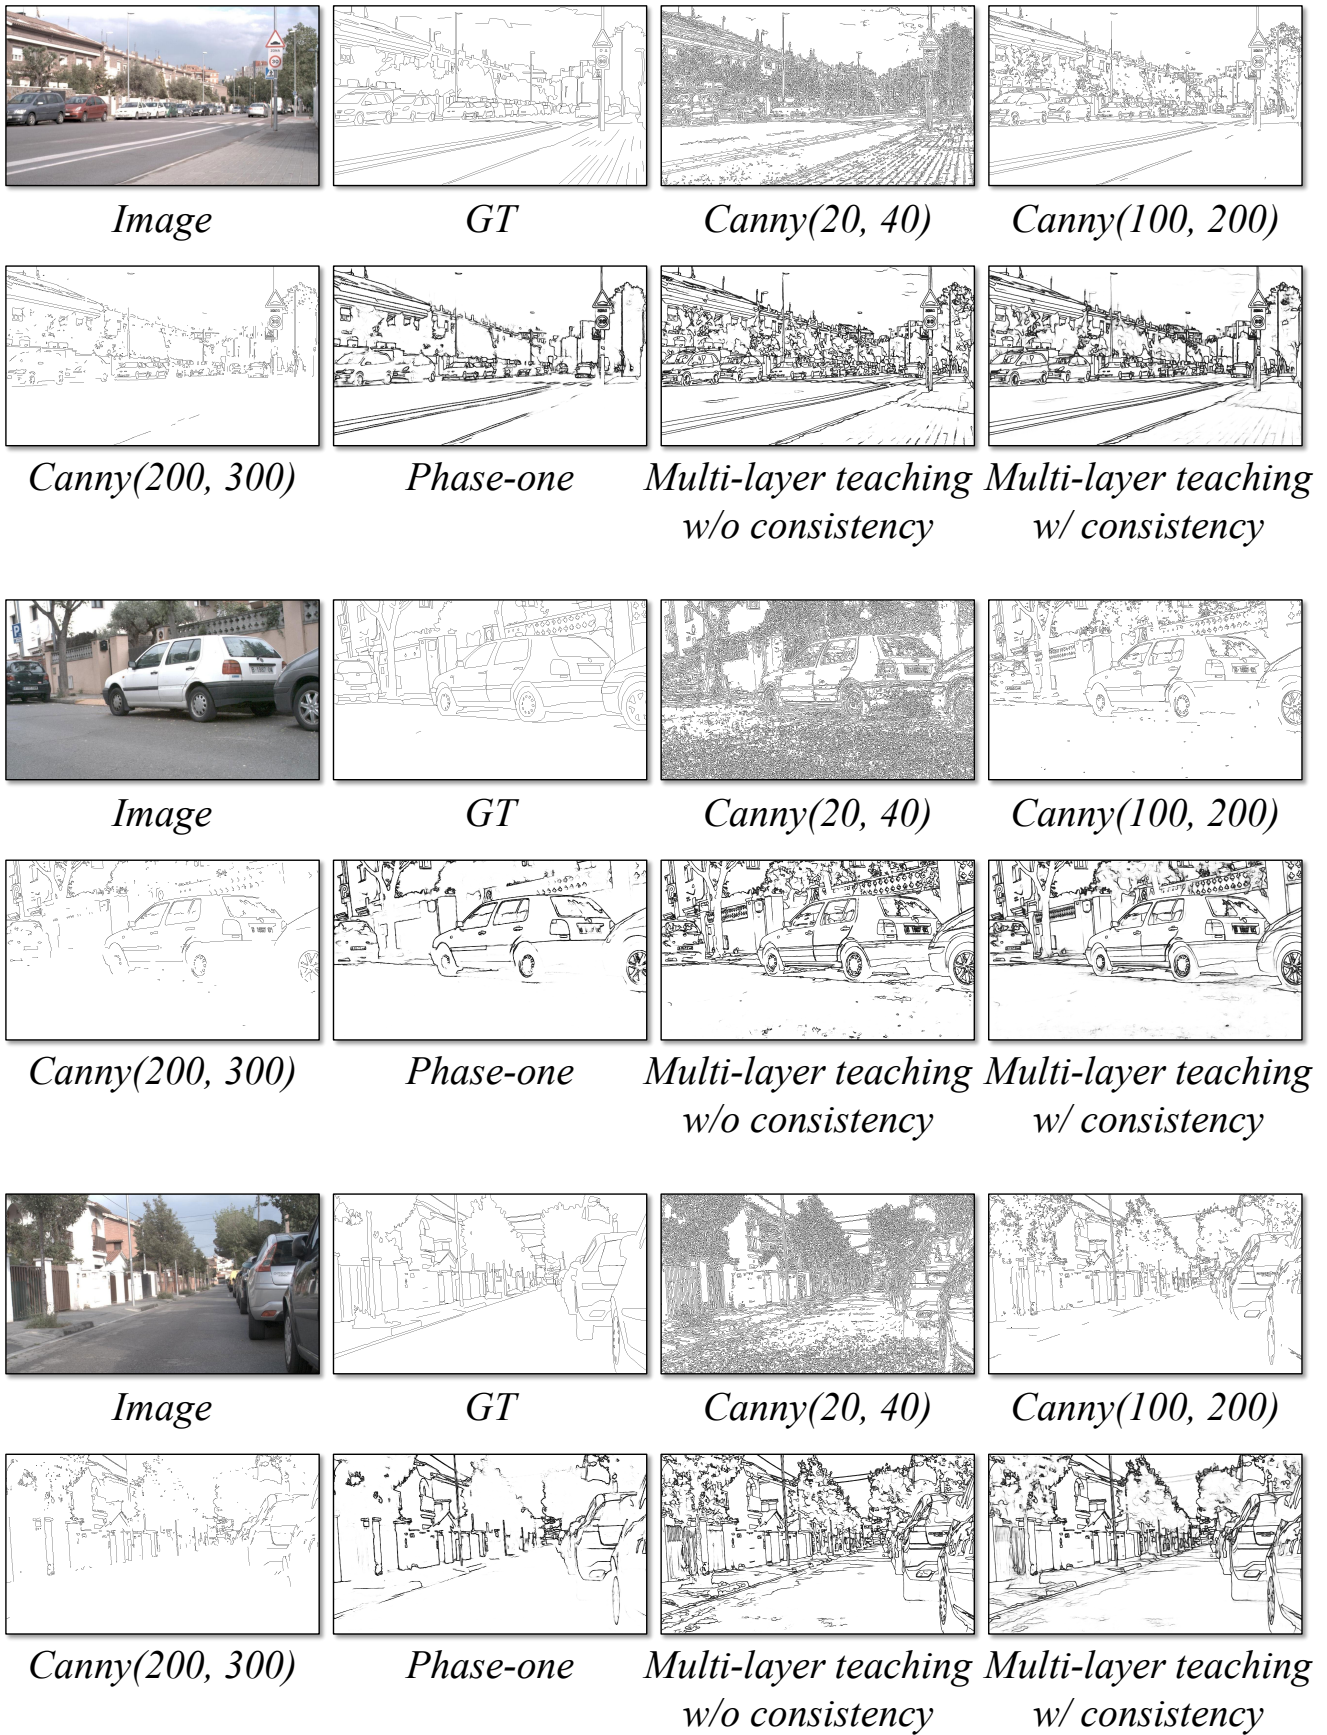 Image
GT
Canny(20, 40)
Canny(100, 200)
Canny(200, 300)
Phase-one
Multi-layer teaching
w/o consistency
Multi-layer teaching
w/ consistency
Image
GT
Canny(20, 40)
Canny(100, 200)
Canny(200, 300)
Phase-one
Multi-layer teaching
w/o consistency
Multi-layer teaching
w/ consistency
Image
GT
Canny(20, 40)
Canny(100, 200)
Canny(200, 300)
Phase-one
Multi-layer teaching
w/o consistency
Multi-layer teaching
w/ consistency